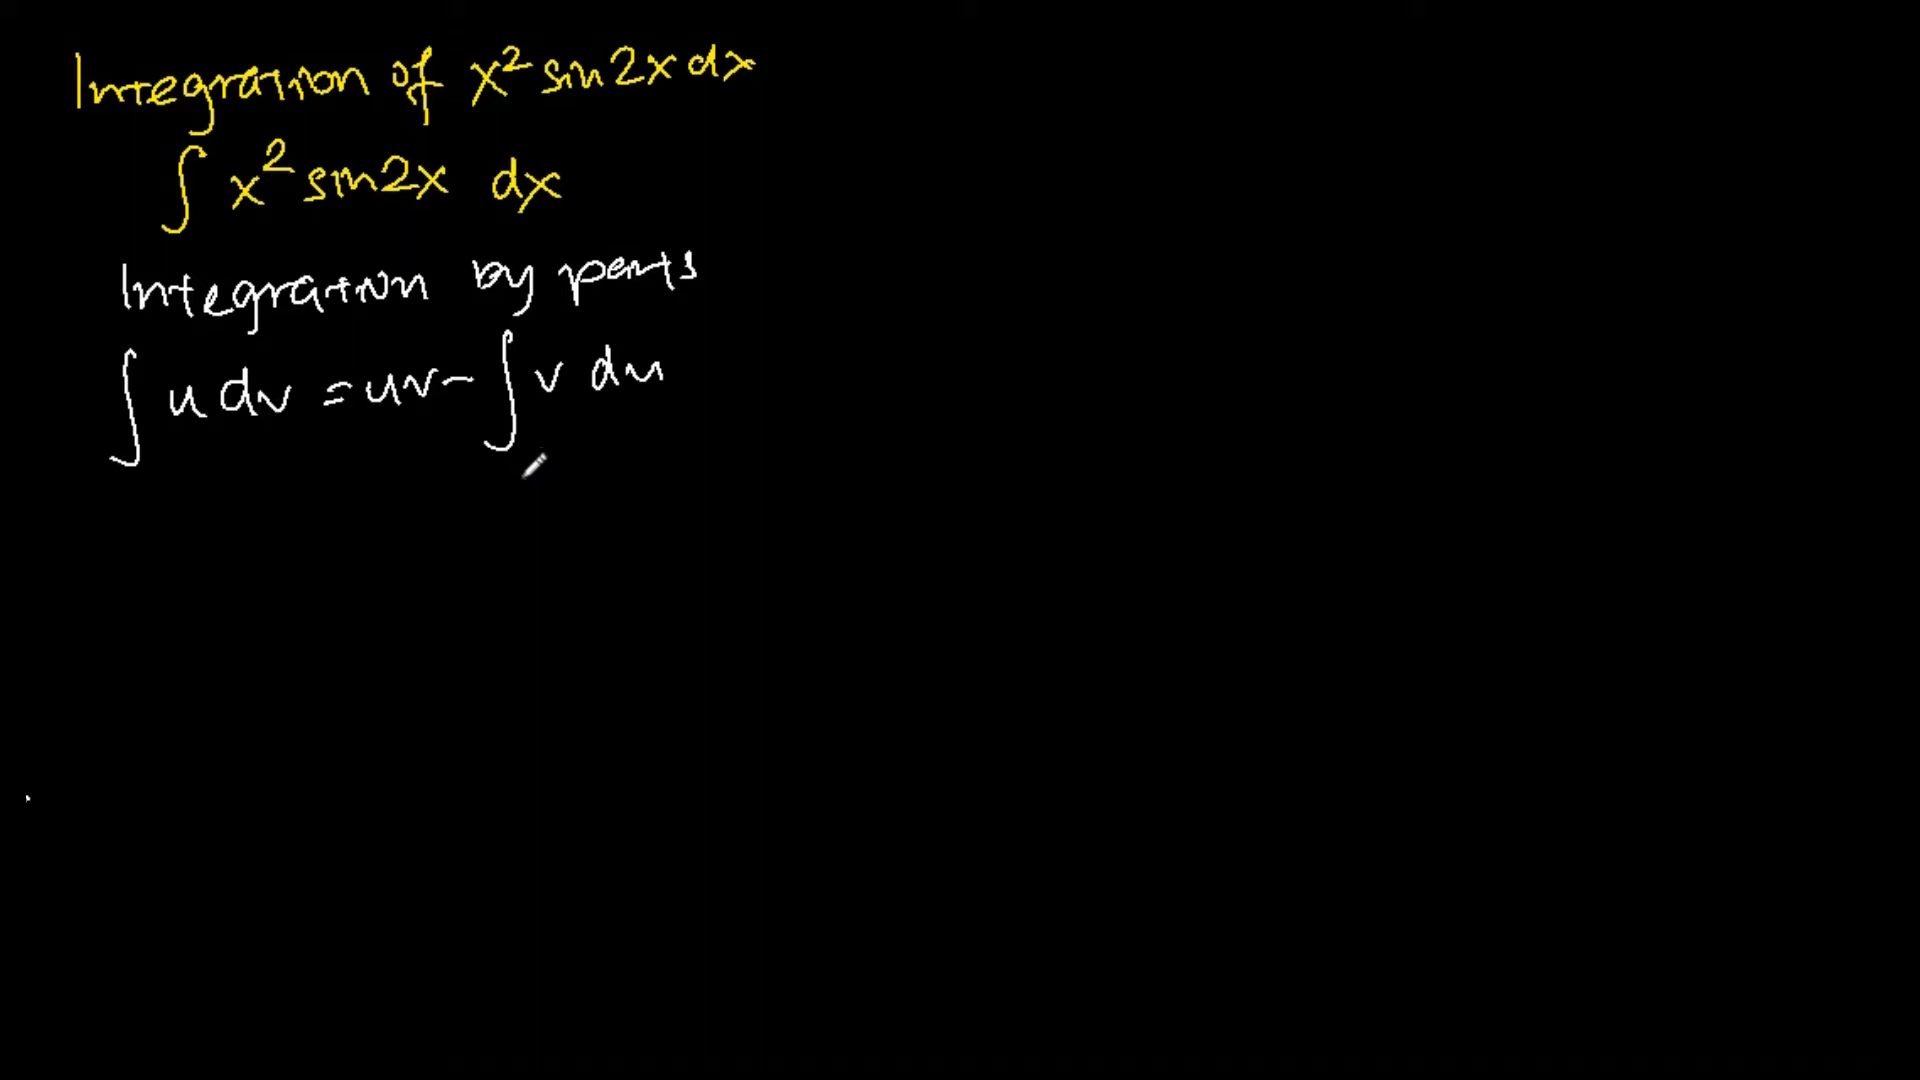 Integration of x² sin2x dx
∫ x² sin2x dx
Integration by parts
∫ u dv = uv - ∫ v du